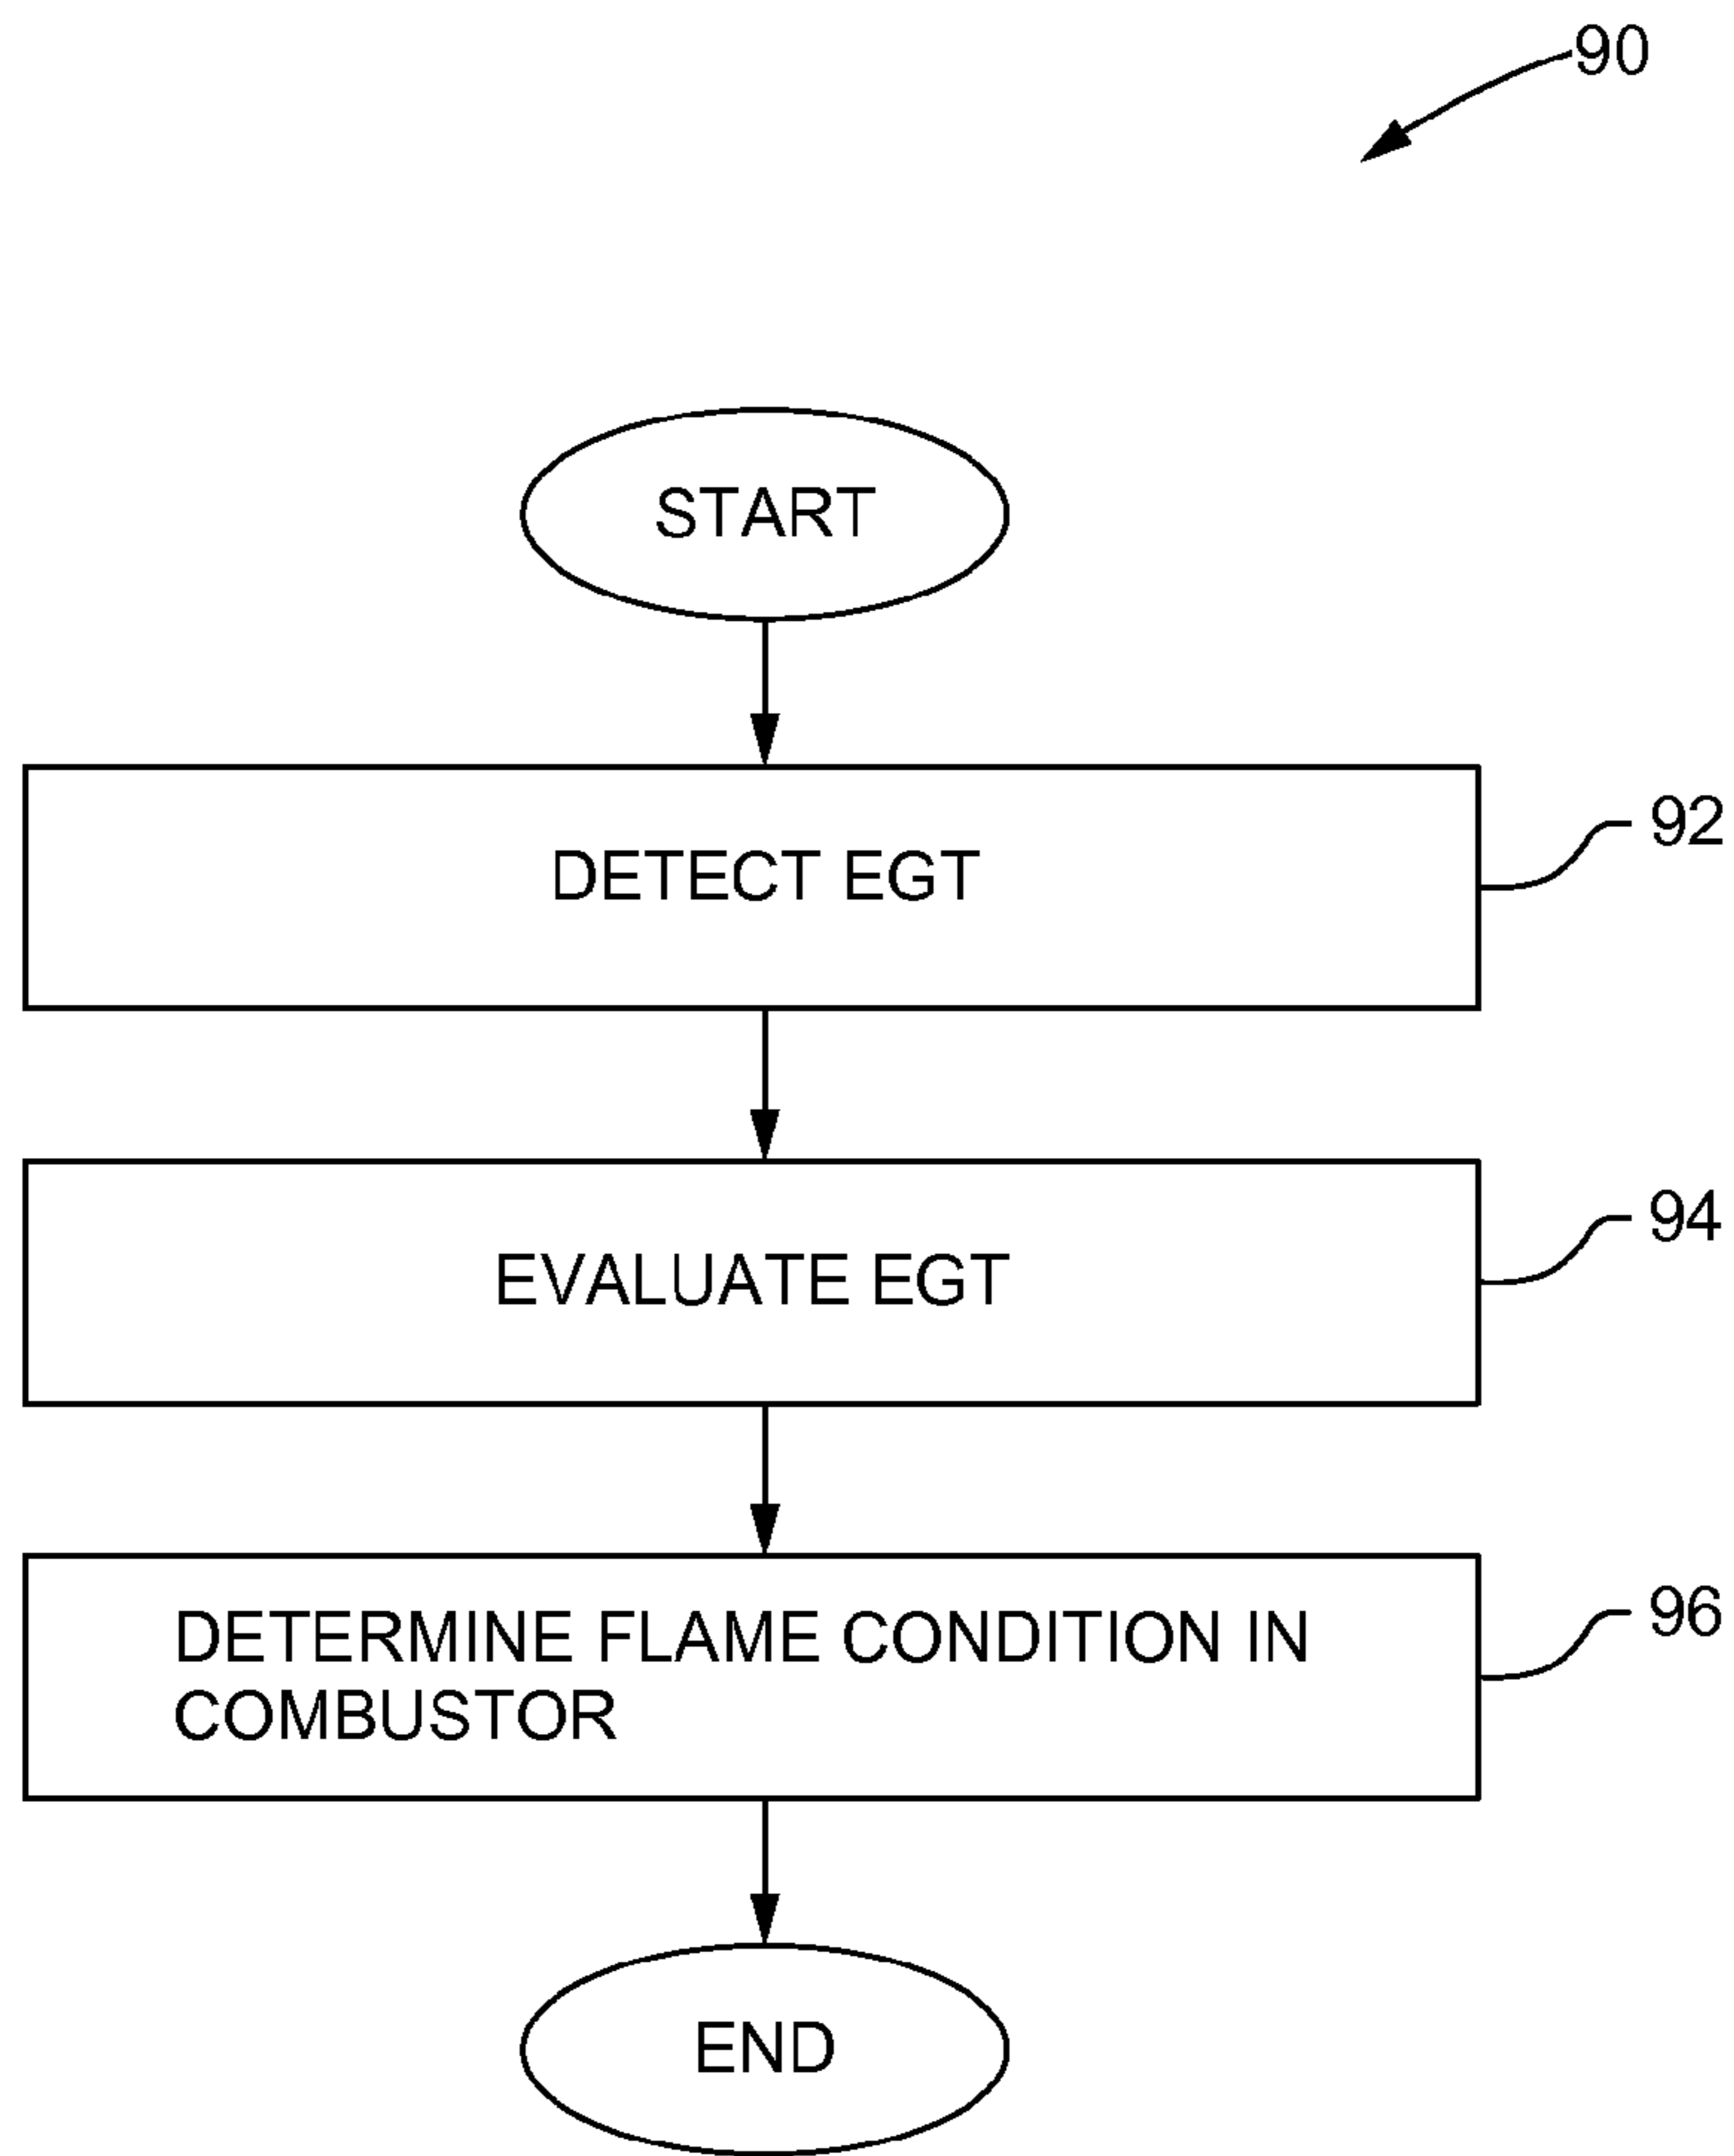 90
START
DETECT EGT
92
EVALUATE EGT
94
DETERMINE FLAME CONDITION IN
COMBUSTOR
96
END